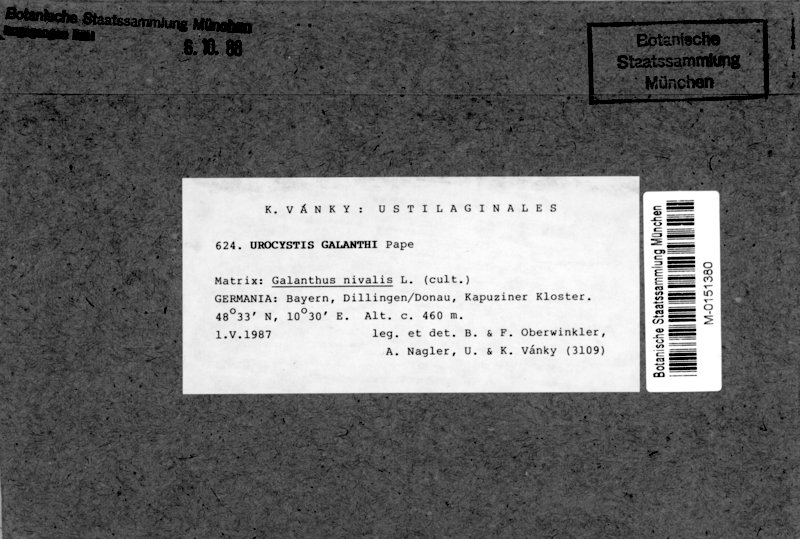 Botanische Staatssammlung München
6. 10. 88
Botanische
Staatssammlung
München
K. VÁNKY: USTILAGINALES
624. UROCYSTIS GALANTHI Pape
Matrix: Galanthus nivalis L. (cult.)
GERMANIA: Bayern, Dillingen/Donau, Kapuziner Kloster.
48°33′ N, 10°30′ E. Alt. c. 460 m.
1.V.1987 leg. et det. B. & F. Oberwinkler,
A. Nagler, U. & K. Vánky (3109)
Botanische Staatssammlung München
M-0151380